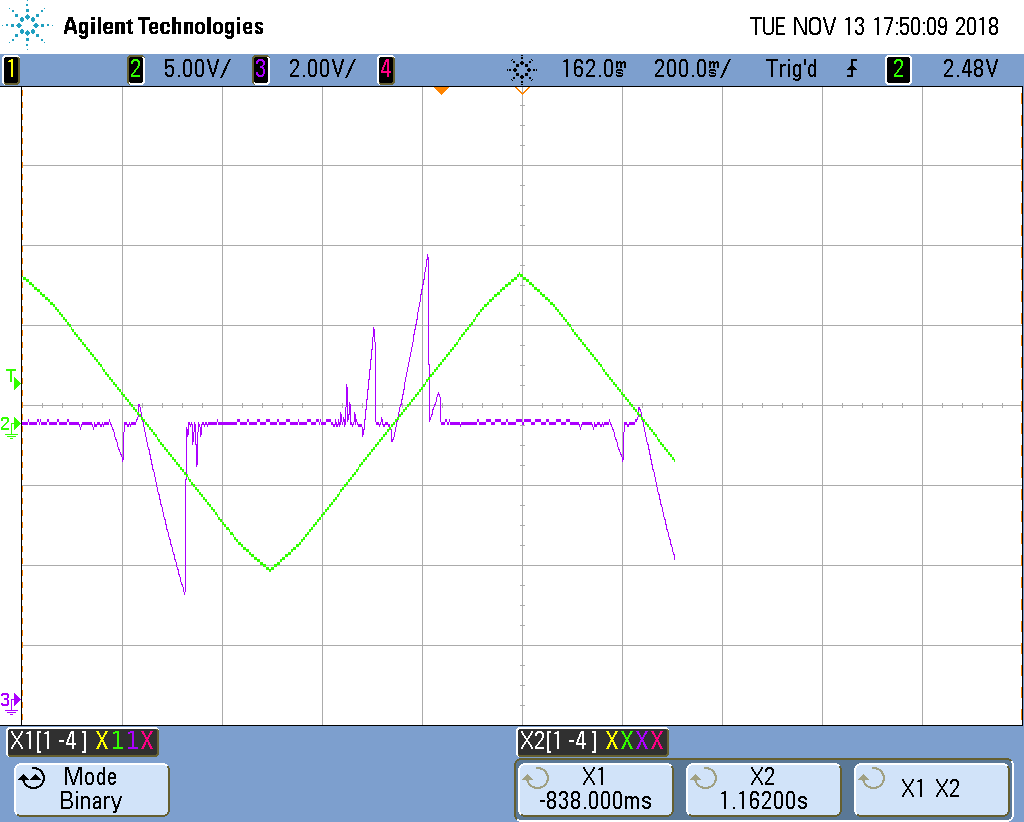 Agilent Technologies
TUE NOV 13 17:50:09 2018
1 2 5.00V/ 3 2.00V/ 4 162.0ms 200.0ms/ Trig'd 2 2.48V
T
2
3
X1[1-4] X11X X2[1-4] XXXX
Mode
Binary
X1
-838.000ms
X2
1.16200s
X1 X2